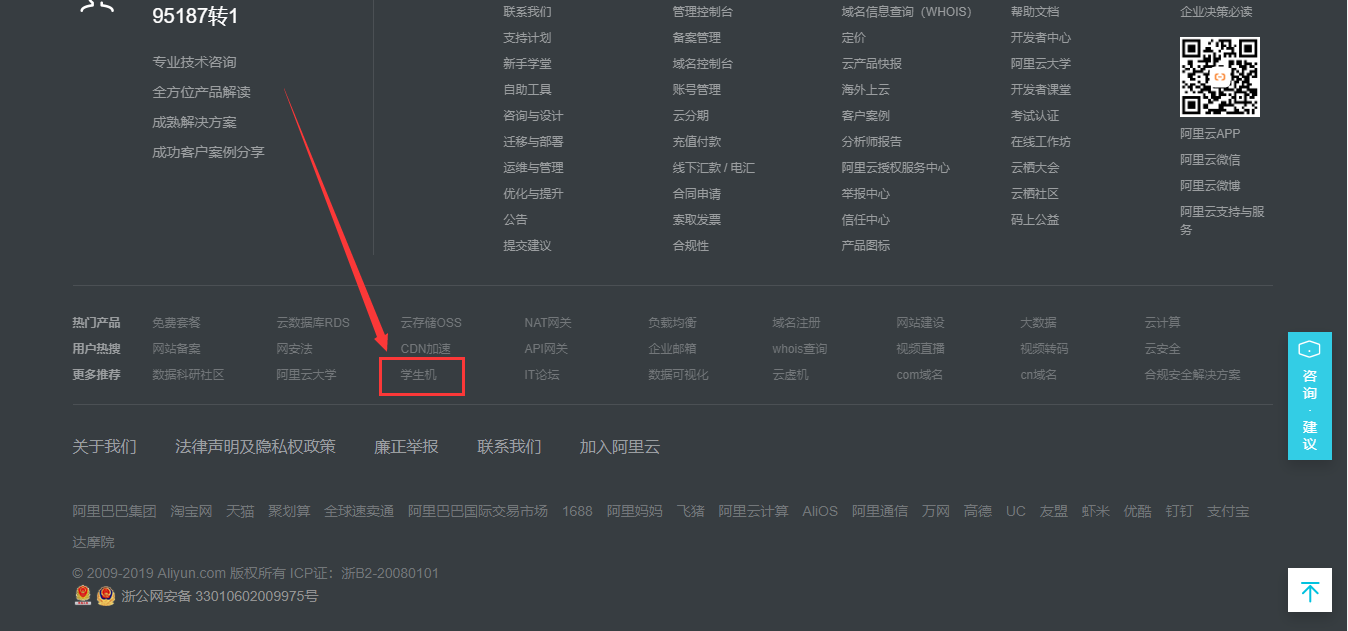 95187转1
专业技术咨询
全方位产品解读
成熟解决方案
成功客户案例分享
联系我们
支持计划
新手学堂
自助工具
咨询与设计
迁移与部署
运维与管理
优化与提升
公告
提交建议
管理控制台
备案管理
域名控制台
账号管理
云分期
充值付款
线下汇款 / 电汇
合同申请
索取发票
合规性
域名信息查询（WHOIS）
定价
云产品快报
海外上云
客户案例
分析师报告
阿里云授权服务中心
举报中心
信任中心
产品图标
帮助文档
开发者中心
阿里云大学
开发者课堂
考试认证
在线工作坊
云栖大会
云栖社区
码上公益
企业决策必读
阿里云APP
阿里云微信
阿里云微博
阿里云支持与服
务
热门产品 免费套餐 云数据库RDS 云存储OSS NAT网关 负载均衡 域名注册 网站建设 大数据 云计算
用户热搜 网站备案 网安法 CDN加速 API网关 企业邮箱 whois查询 视频直播 视频转码 云安全
更多推荐 数据科研社区 阿里云大学 学生机 IT论坛 数据可视化 云虚机 com域名 cn域名 合规安全解决方案
咨询·建议
关于我们 法律声明及隐私权政策 廉正举报 联系我们 加入阿里云
阿里巴巴集团 淘宝网 天猫 聚划算 全球速卖通 阿里巴巴国际交易市场 1688 阿里妈妈 飞猪 阿里云计算 AliOS 阿里通信 万网 高德 UC 友盟 虾米 优酷 钉钉 支付宝
达摩院
© 2009-2019 Aliyun.com 版权所有 ICP证：浙B2-20080101
浙公网安备 33010602009975号